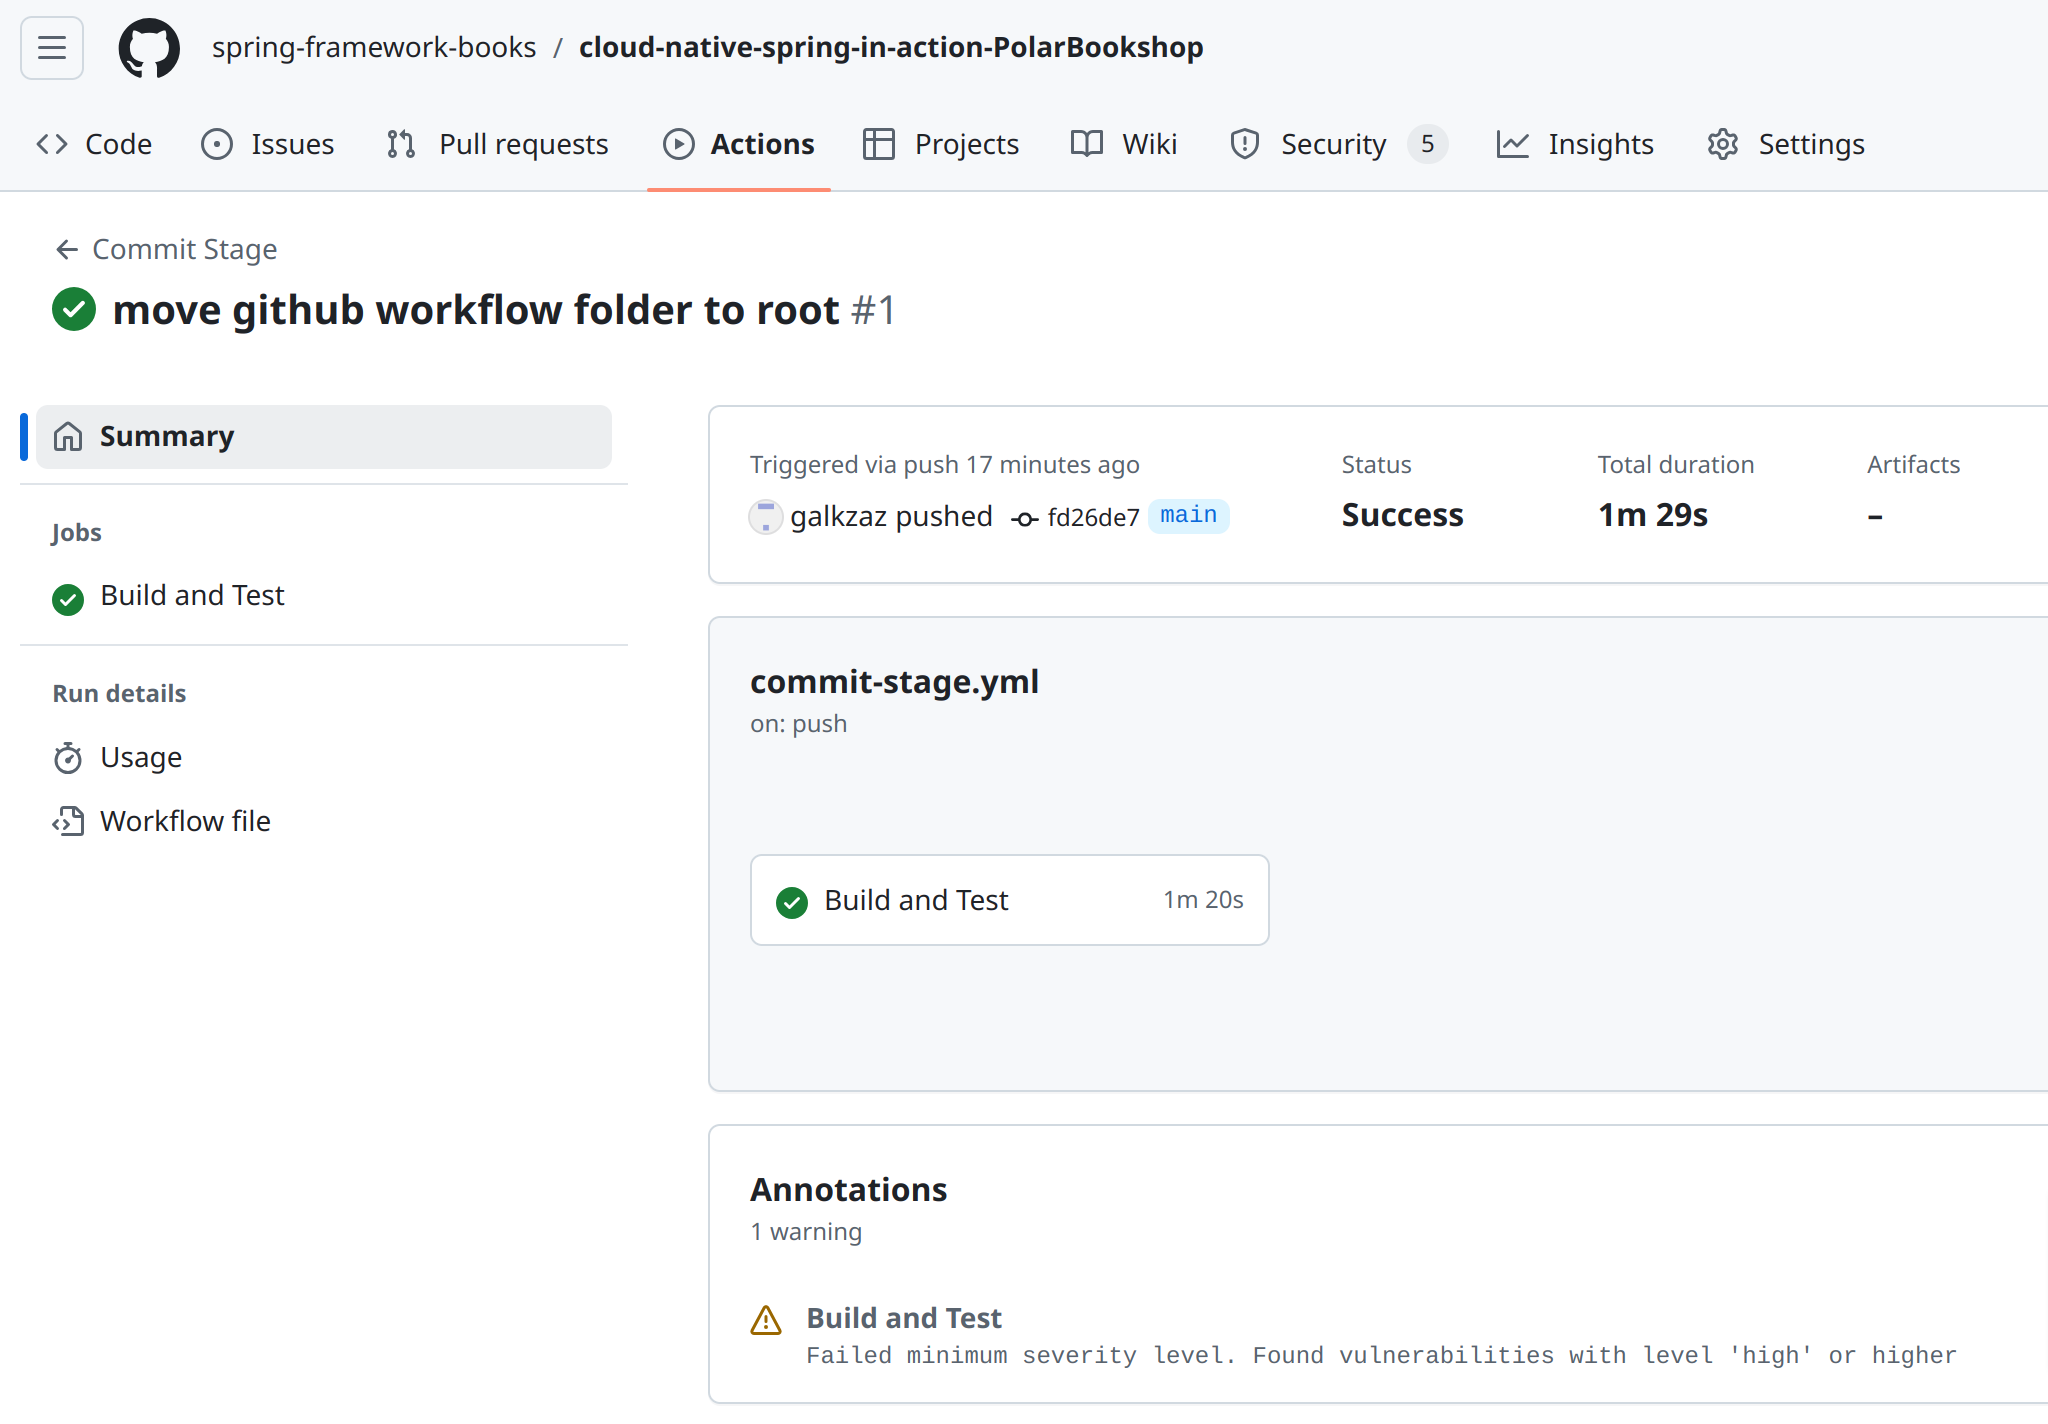 spring-framework-books / cloud-native-spring-in-action-PolarBookshop
Code Issues Pull requests Actions Projects Wiki Security 5 Insights Settings
Commit Stage
move github workflow folder to root #1
Summary
Jobs
Build and Test
Run details
Usage
Workflow file
Triggered via push 17 minutes ago
galkzaz pushed fd26de7 main
Status
Success
Total duration
1m 29s
Artifacts
–
commit-stage.yml
on: push
Build and Test 1m 20s
Annotations
1 warning
Build and Test
Failed minimum severity level. Found vulnerabilities with level 'high' or higher